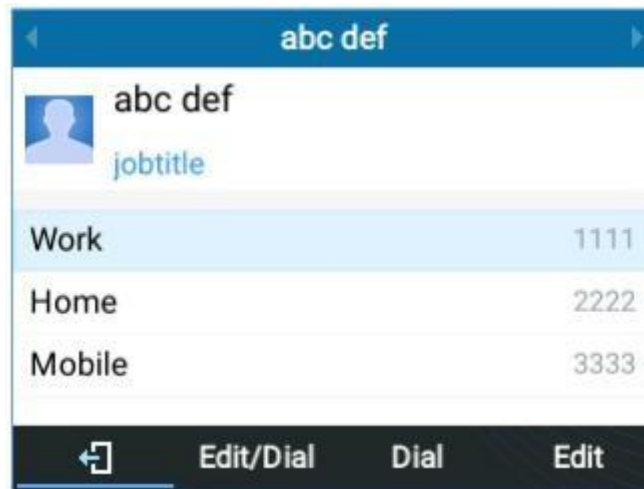 abc def
abc def
jobtitle
Work 1111
Home 2222
Mobile 3333
Edit/Dial Dial Edit